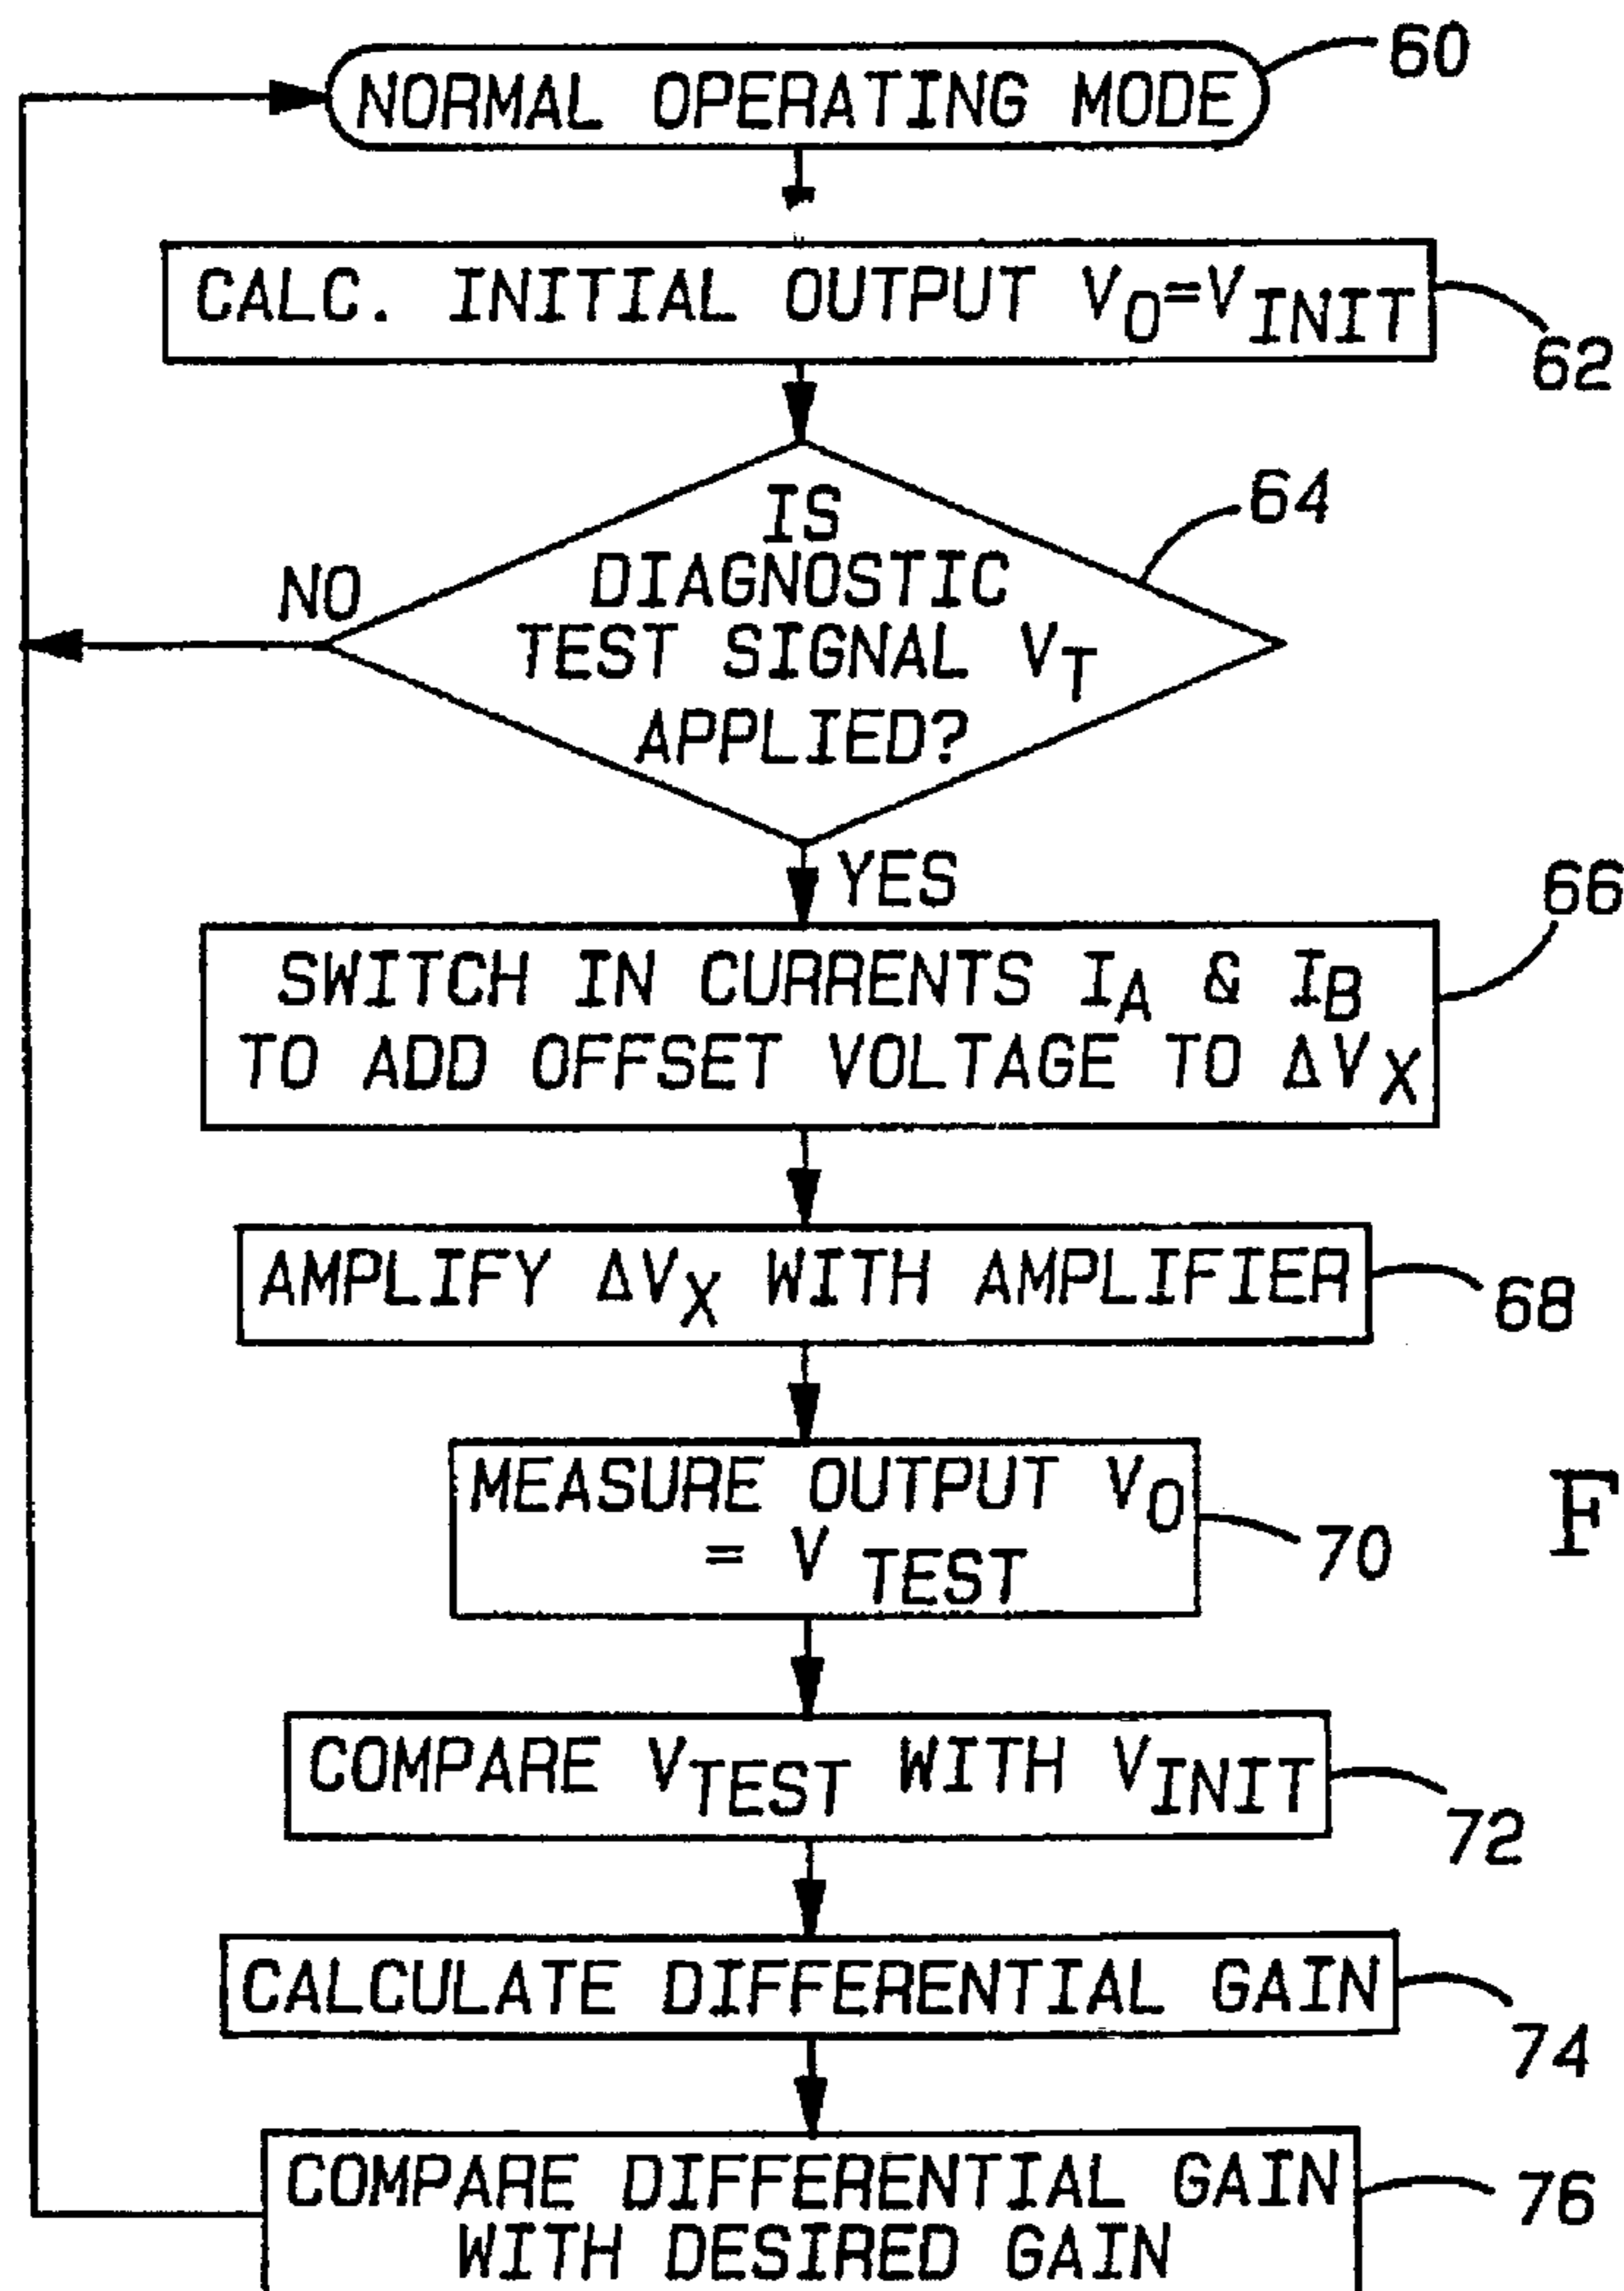 NORMAL OPERATING MODE
60
CALC. INITIAL OUTPUT VO=VINIT
62
IS
DIAGNOSTIC
TEST SIGNAL VT
APPLIED?
64
NO
YES
66
SWITCH IN CURRENTS IA & IB
TO ADD OFFSET VOLTAGE TO ΔVX
AMPLIFY ΔVX WITH AMPLIFIER
68
MEASURE OUTPUT VO
= V TEST
70
F
COMPARE VTEST WITH VINIT
72
CALCULATE DIFFERENTIAL GAIN
74
COMPARE DIFFERENTIAL GAIN
WITH DESIRED GAIN
76